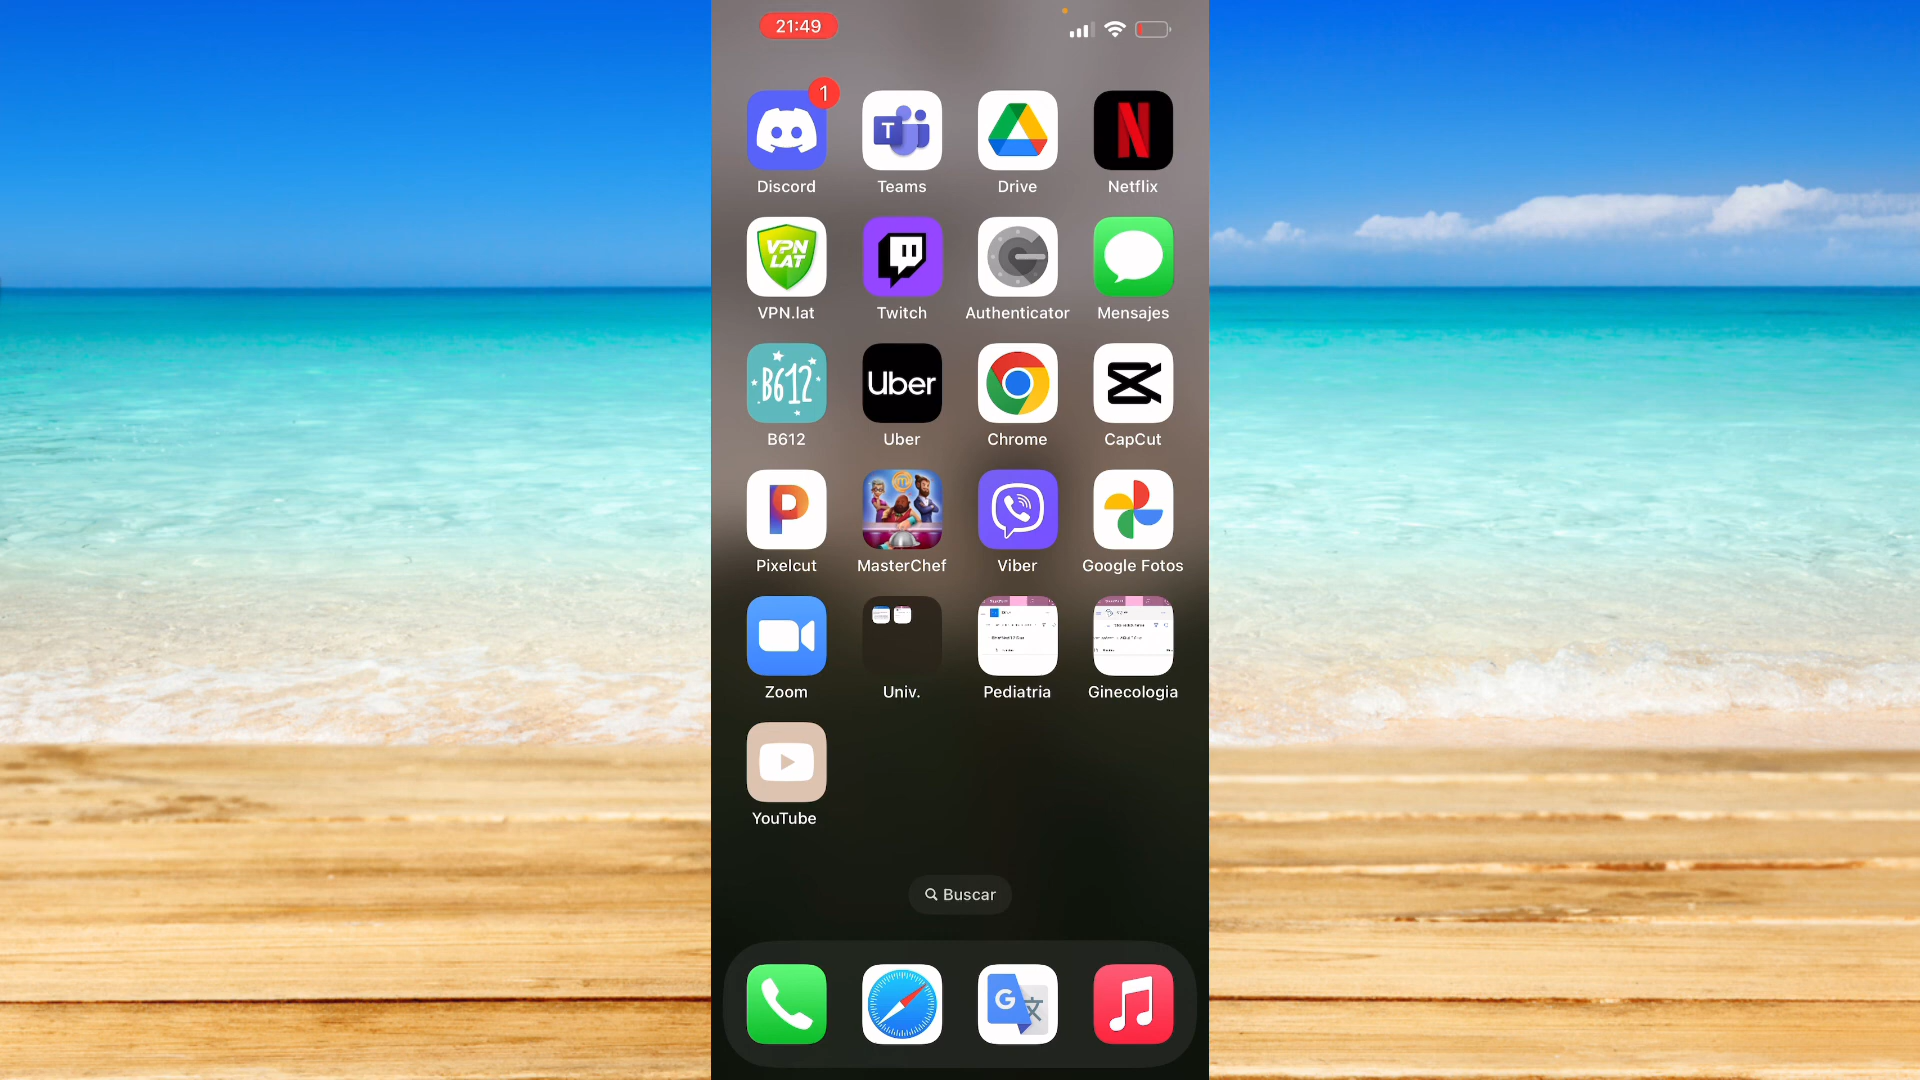 21:49
1
Discord
Teams
Drive
Netflix
VPN LAT
VPN.lat
Twitch
Authenticator
Mensajes
B612
Uber
B612
Uber
Chrome
CapCut
Pixelcut
MasterChef
Viber
Google Fotos
Zoom
Univ.
Pediatria
Ginecologia
YouTube
Buscar